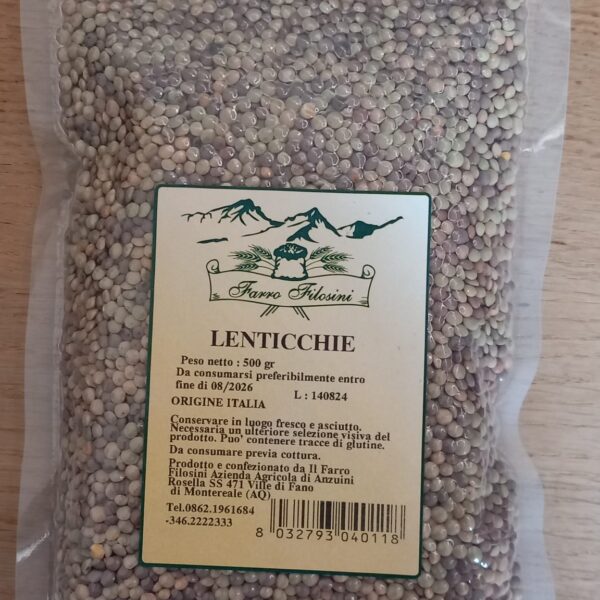 Farro Filosini
LENTICCHIE
Peso netto : 500 gr
Da consumarsi preferibilmente entro
fine di 08/2026
L : 140824
ORIGINE ITALIA
Conservare in luogo fresco e asciutto.
Necessaria un ulteriore selezione visiva del
prodotto. Puo' contenere tracce di glutine.
Da consumare previa cottura.
Prodotto e confezionato da Il Farro
Filosini Azienda Agricola di Anzuini
Rosella SS 471 Ville di Fano
di Montereale (AQ)
Tel.0862.1961684
-346.2222333
8 032793 040118